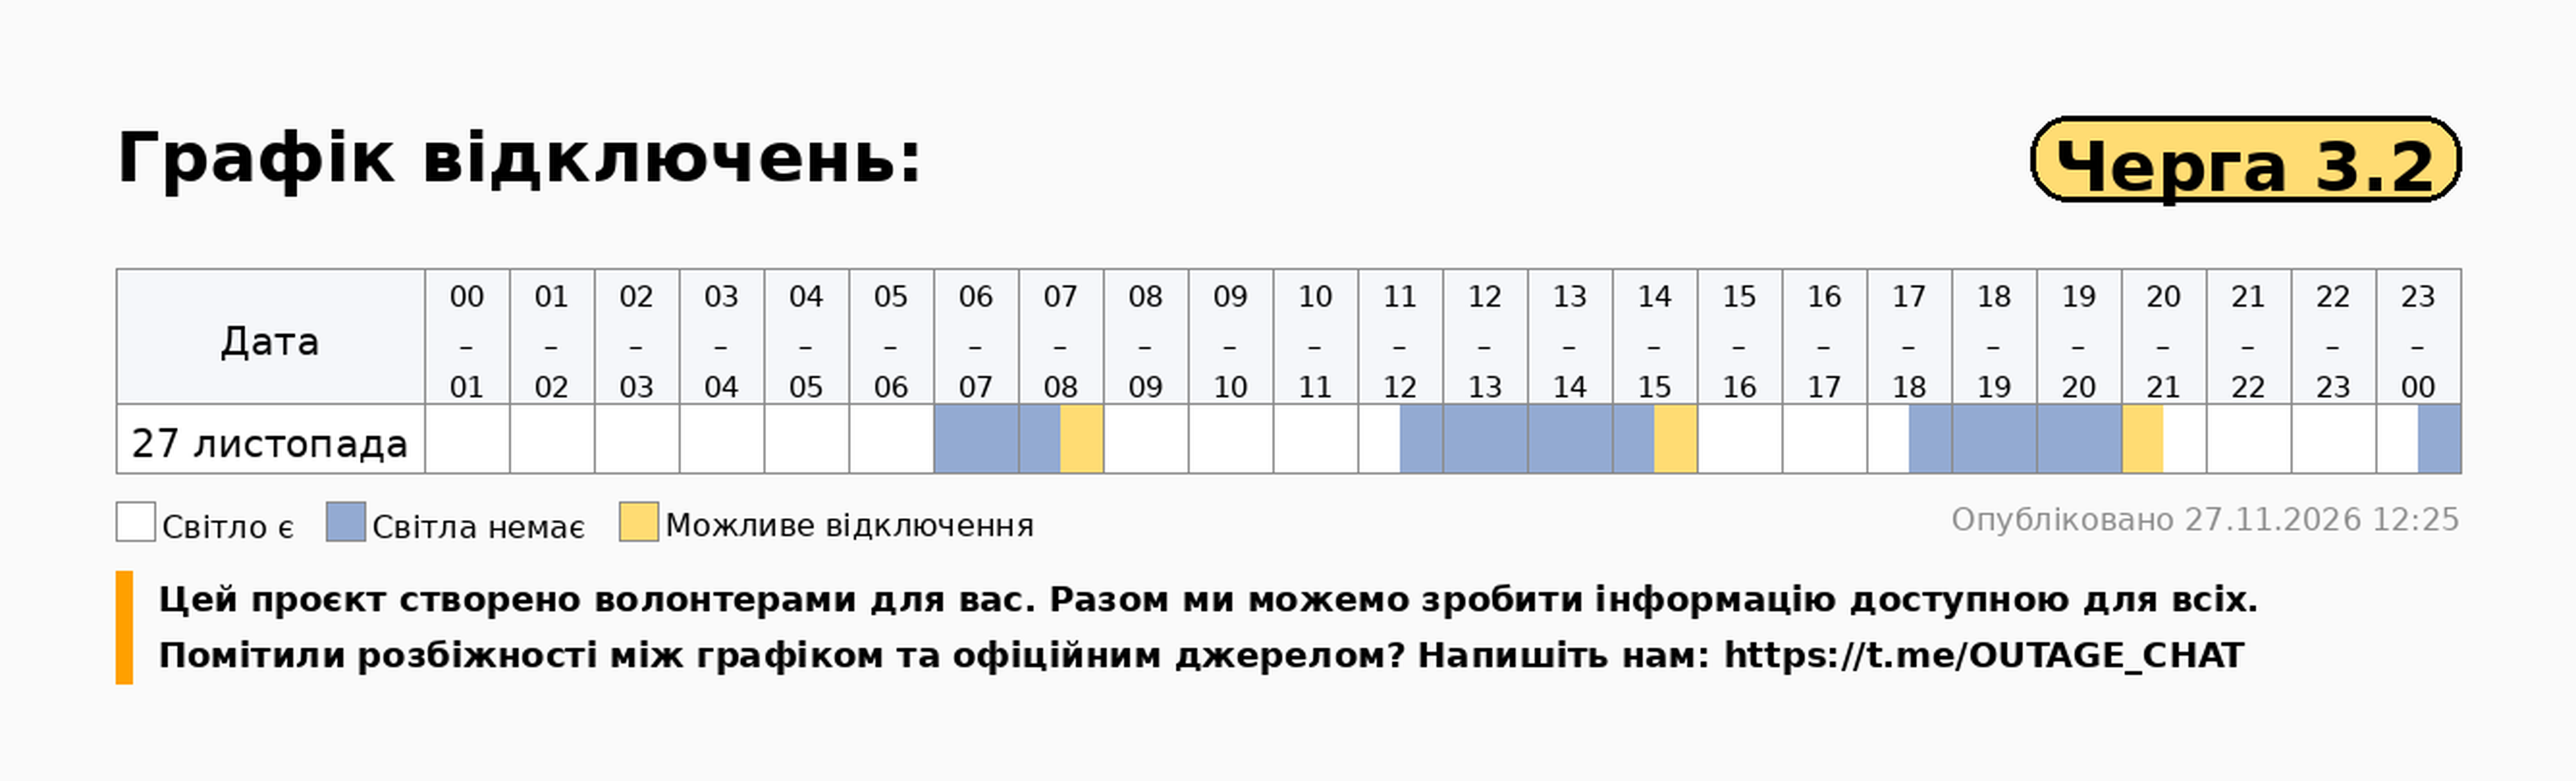 Графік відключень:
Черга 3.2
Дата
00 – 01
01 – 02
02 – 03
03 – 04
04 – 05
05 – 06
06 – 07
07 – 08
08 – 09
09 – 10
10 – 11
11 – 12
12 – 13
13 – 14
14 – 15
15 – 16
16 – 17
17 – 18
18 – 19
19 – 20
20 – 21
21 – 22
22 – 23
23 – 00
27 листопада
Світло є
Світла немає
Можливе відключення
Опубліковано 27.11.2026 12:25
Цей проєкт створено волонтерами для вас. Разом ми можемо зробити інформацію доступною для всіх.
Помітили розбіжності між графіком та офіційним джерелом? Напишіть нам: https://t.me/OUTAGE_CHAT